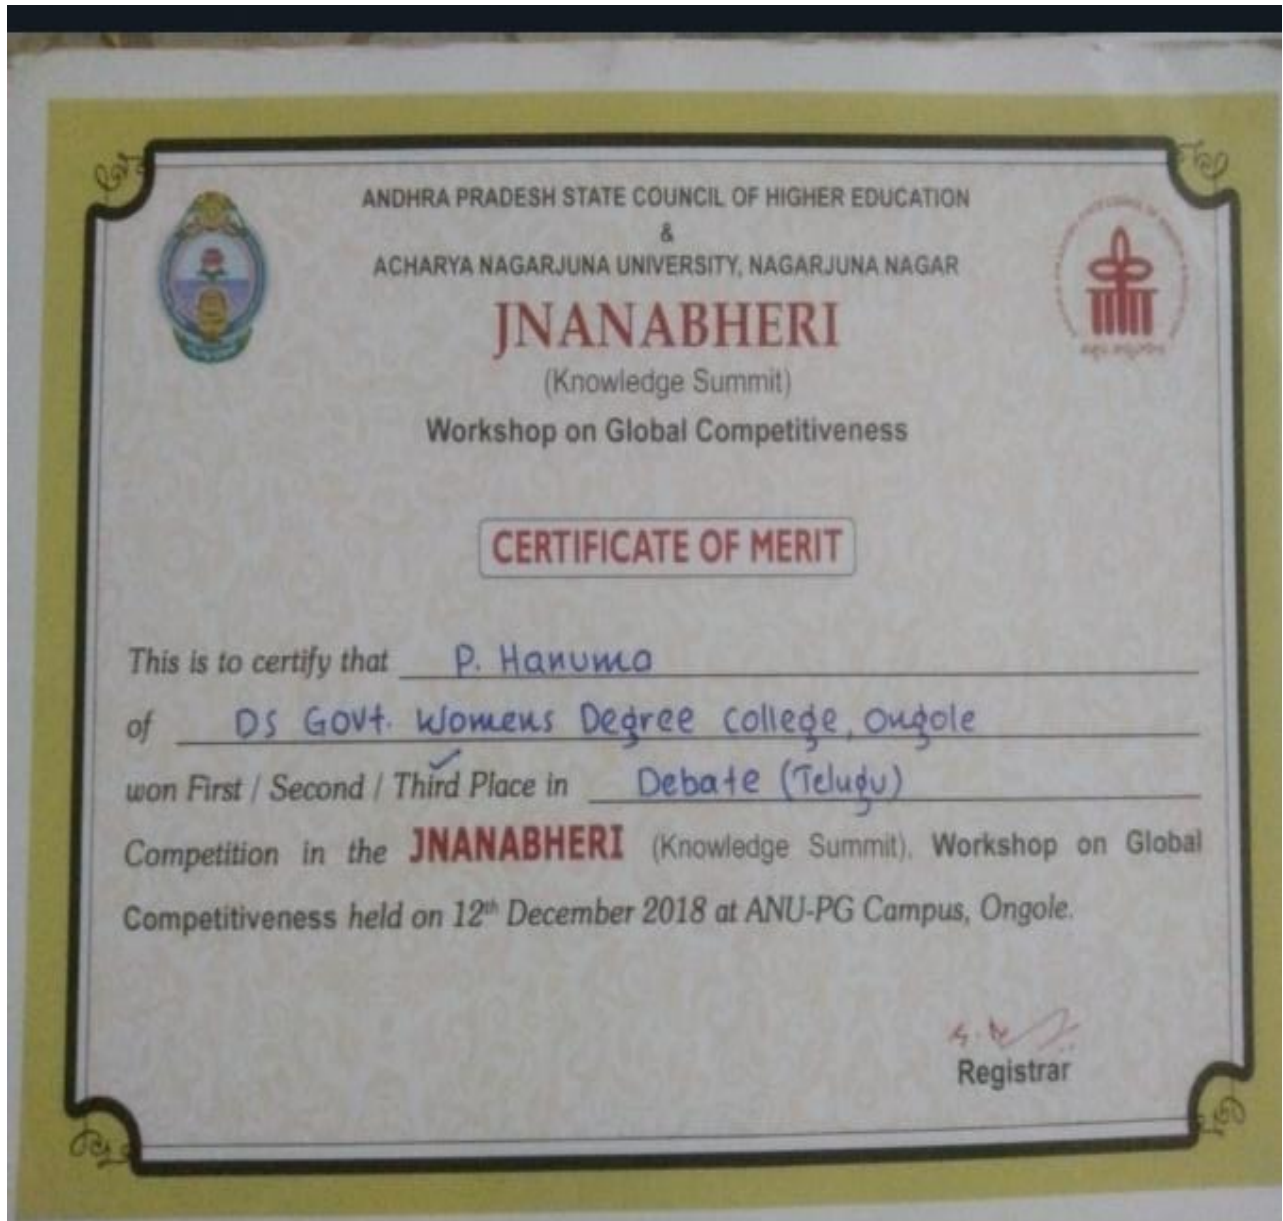 ANDHRA PRADESH STATE COUNCIL OF HIGHER EDUCATION
&
ACHARYA NAGARJUNA UNIVERSITY, NAGARJUNA NAGAR
JNANABHERI
(Knowledge Summit)
Workshop on Global Competitiveness
CERTIFICATE OF MERIT
This is to certify that P. Hanuma
of DS Govt. Womens Degree college, Ongole
won First / Second / Third Place in Debate (Telugu)
Competition in the JNANABHERI (Knowledge Summit), Workshop on Global
Competitiveness held on 12th December 2018 at ANU-PG Campus, Ongole.
Registrar